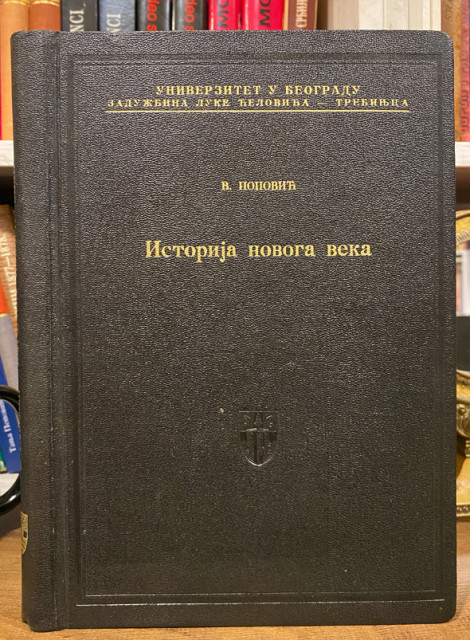 УНИВЕРЗИТЕТ У БЕОГРАДУ
ЗАДУЖБИНА ЛУКЕ ЋЕЛОВИЋА — ТРЕБИЊЦА
В. ПОПОВИЋ
Историја новога века